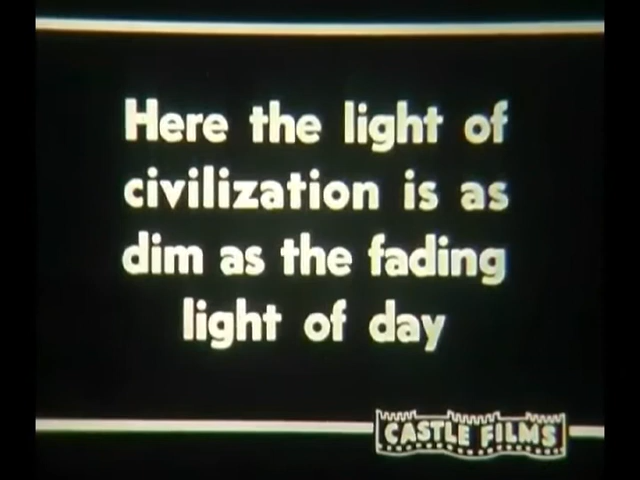 Here the light of
civilization is as
dim as the fading
light of day
CASTLE FILMS